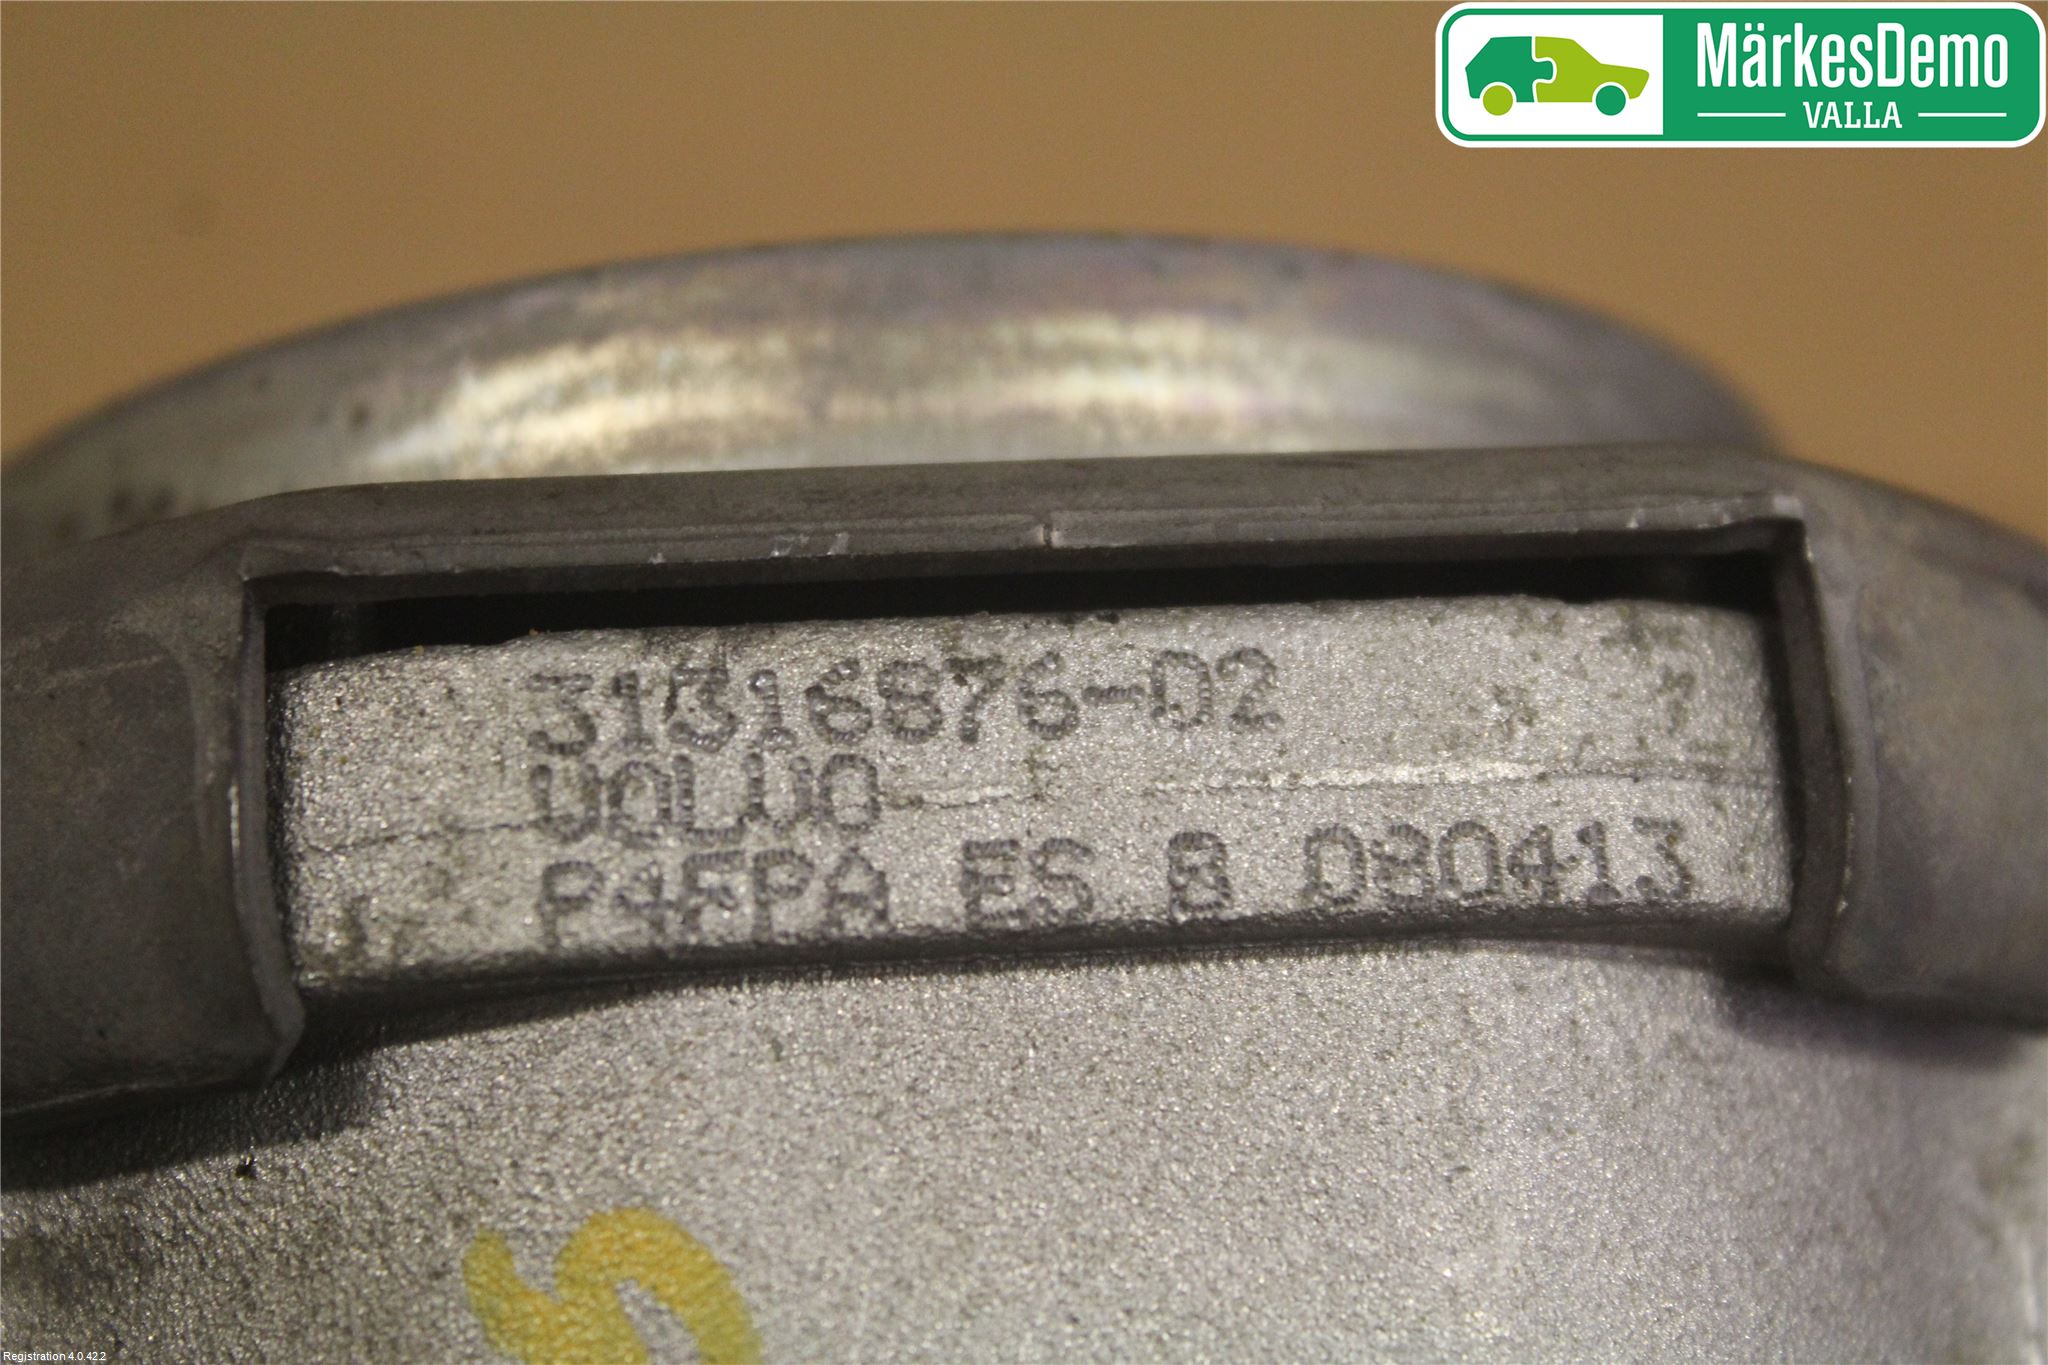 MärkesDemo
VALLA
31316876-02
VOLVO
P4FPA ES 8 080413
Registration 4.0.42.2